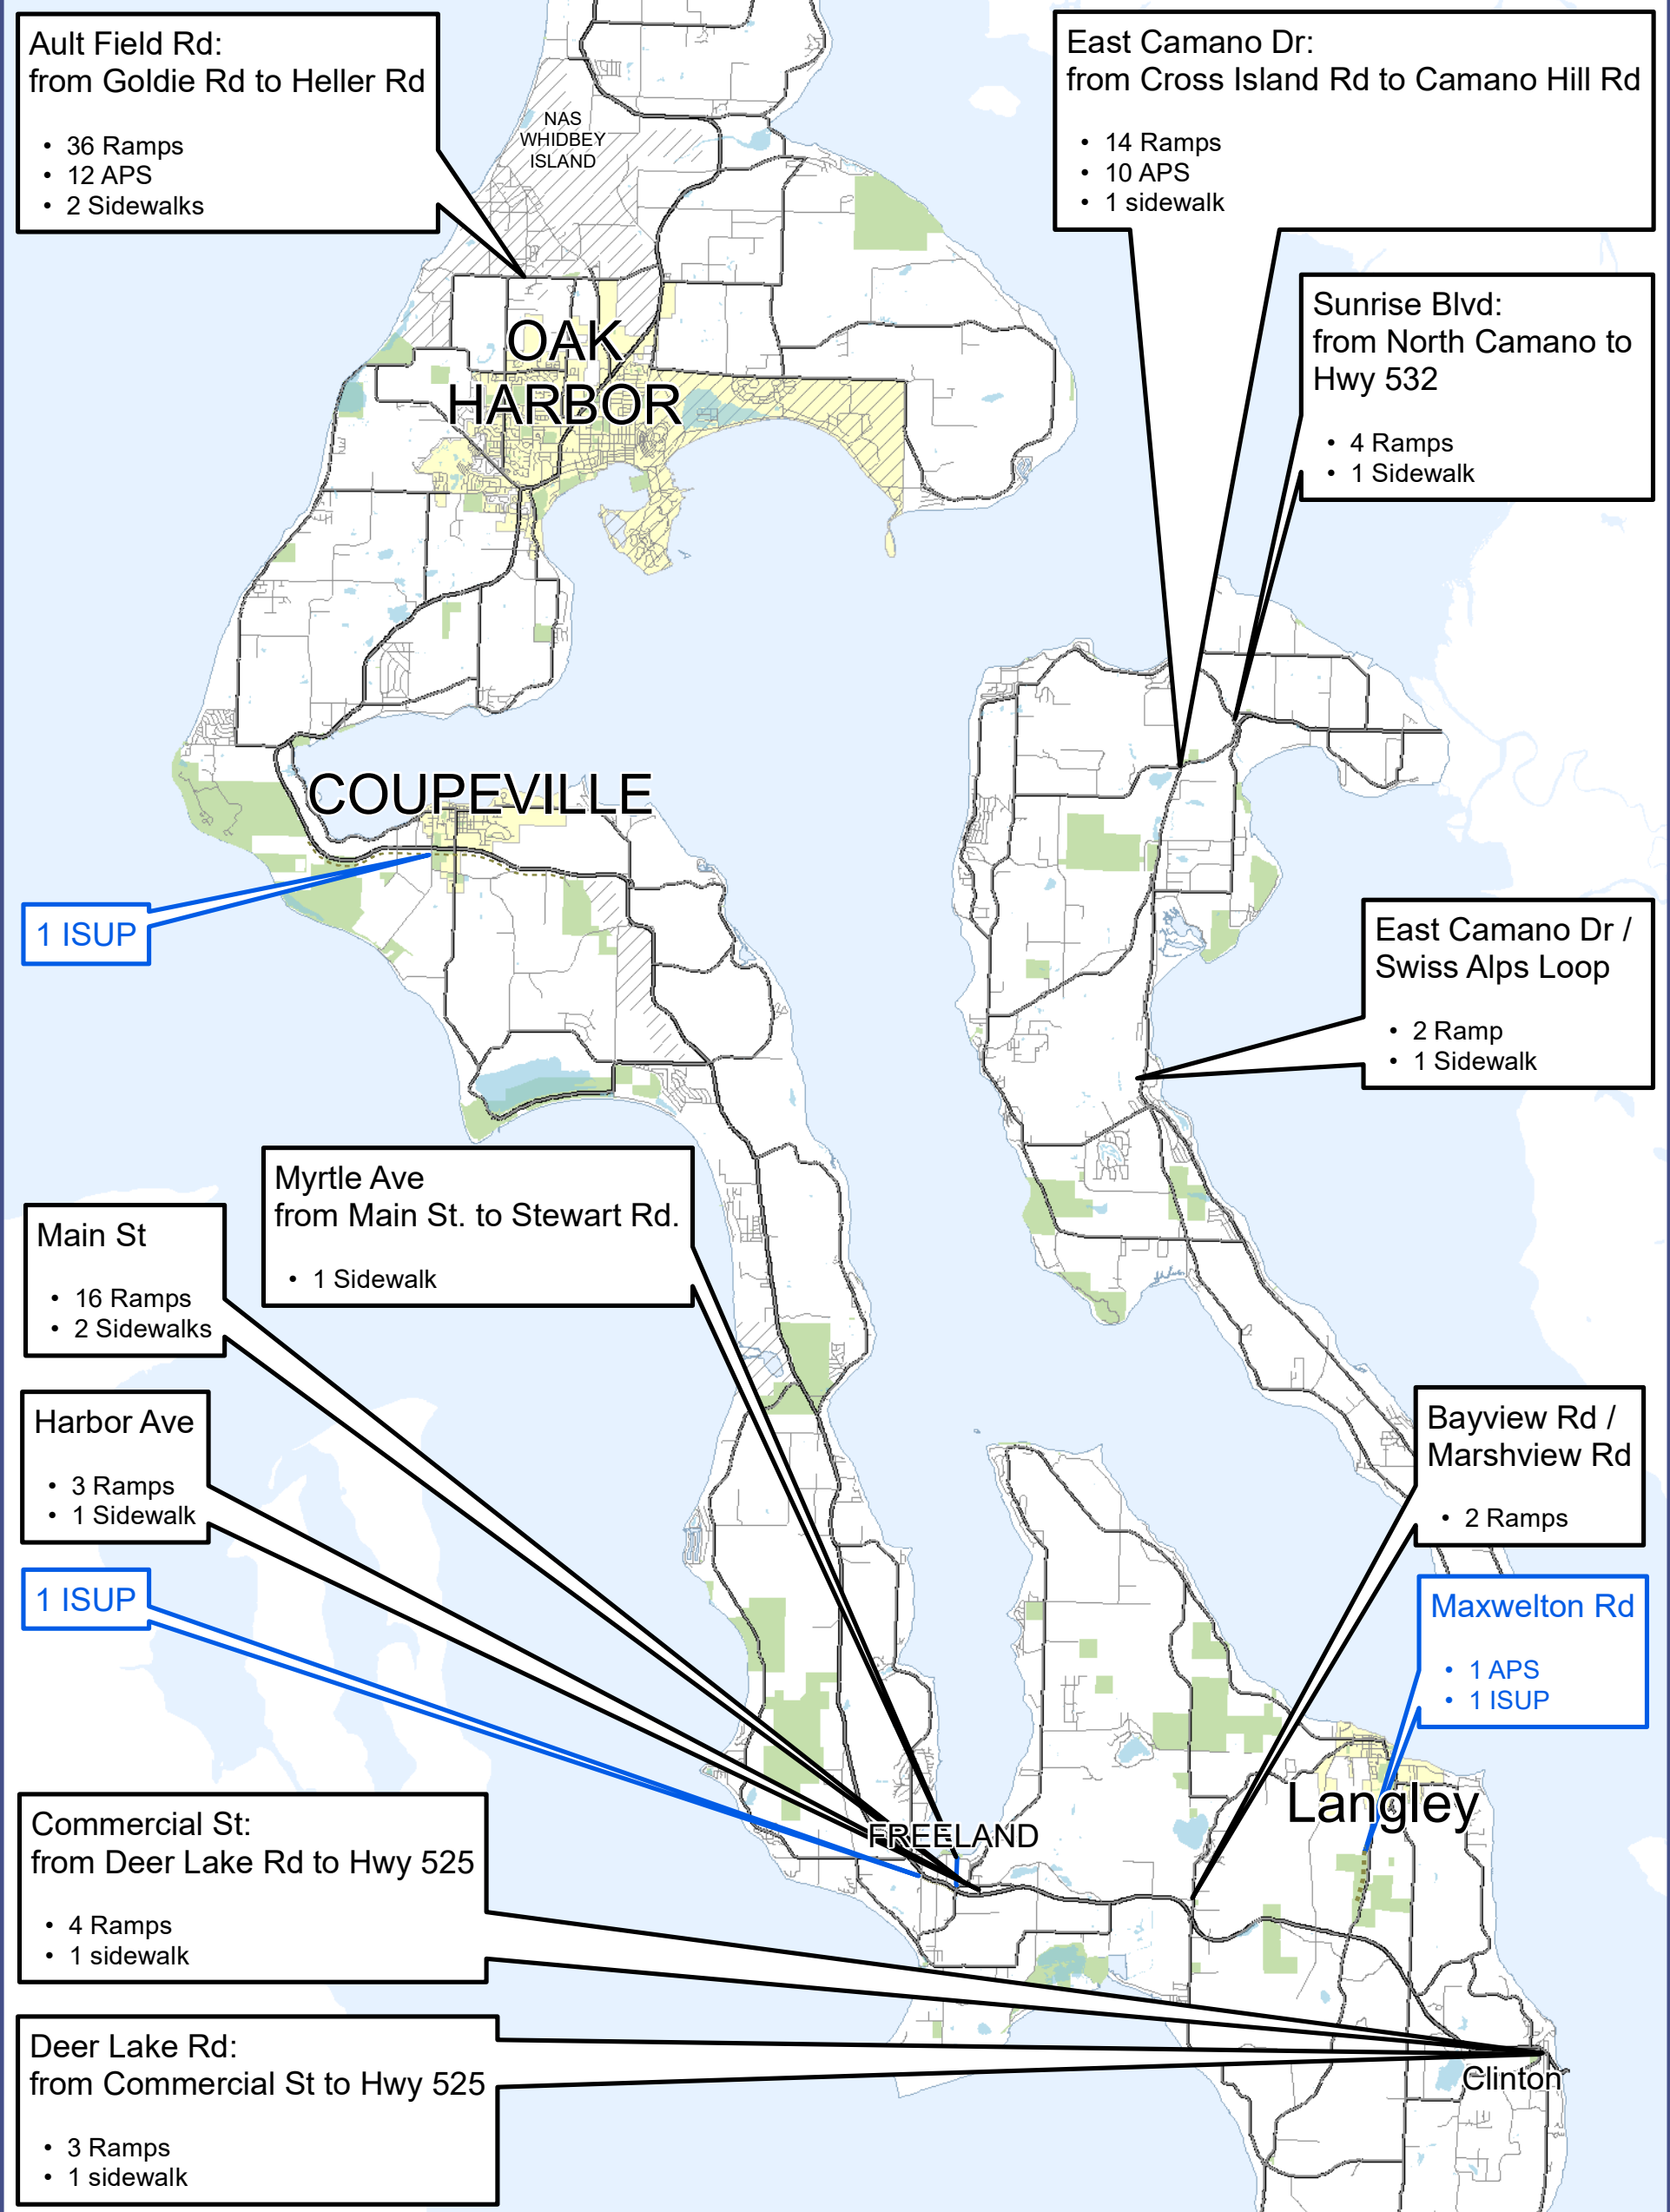 Ault Field Rd:
from Goldie Rd to Heller Rd
• 36 Ramps
• 12 APS
• 2 Sidewalks
East Camano Dr:
from Cross Island Rd to Camano Hill Rd
• 14 Ramps
• 10 APS
• 1 sidewalk
NAS
WHIDBEY
ISLAND
Sunrise Blvd:
from North Camano to
Hwy 532
• 4 Ramps
• 1 Sidewalk
OAK
HARBOR
COUPEVILLE
1 ISUP
East Camano Dr /
Swiss Alps Loop
• 2 Ramp
• 1 Sidewalk
Myrtle Ave
from Main St. to Stewart Rd.
• 1 Sidewalk
Main St
• 16 Ramps
• 2 Sidewalks
Harbor Ave
• 3 Ramps
• 1 Sidewalk
Bayview Rd /
Marshview Rd
• 2 Ramps
1 ISUP
Maxwelton Rd
• 1 APS
• 1 ISUP
Langley
FREELAND
Commercial St:
from Deer Lake Rd to Hwy 525
• 4 Ramps
• 1 sidewalk
Deer Lake Rd:
from Commercial St to Hwy 525
• 3 Ramps
• 1 sidewalk
Clinton